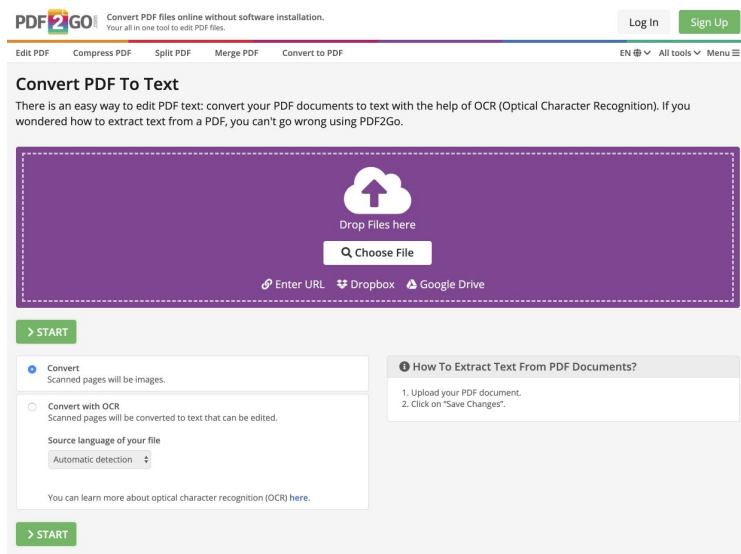 PDF2GO.com
Convert PDF files online without software installation.
Your all in one tool to edit PDF files.
Log In
Sign Up
Edit PDF
Compress PDF
Split PDF
Merge PDF
Convert to PDF
EN
All tools
Menu
Convert PDF To Text
There is an easy way to edit PDF text: convert your PDF documents to text with the help of OCR (Optical Character Recognition). If you
wondered how to extract text from a PDF, you can't go wrong using PDF2Go.
Drop Files here
Choose File
Enter URL
Dropbox
Google Drive
START
Convert
Scanned pages will be images.
Convert with OCR
Scanned pages will be converted to text that can be edited.
Source language of your file
Automatic detection
You can learn more about optical character recognition (OCR) here.
How To Extract Text From PDF Documents?
1. Upload your PDF document.
2. Click on “Save Changes”.
START